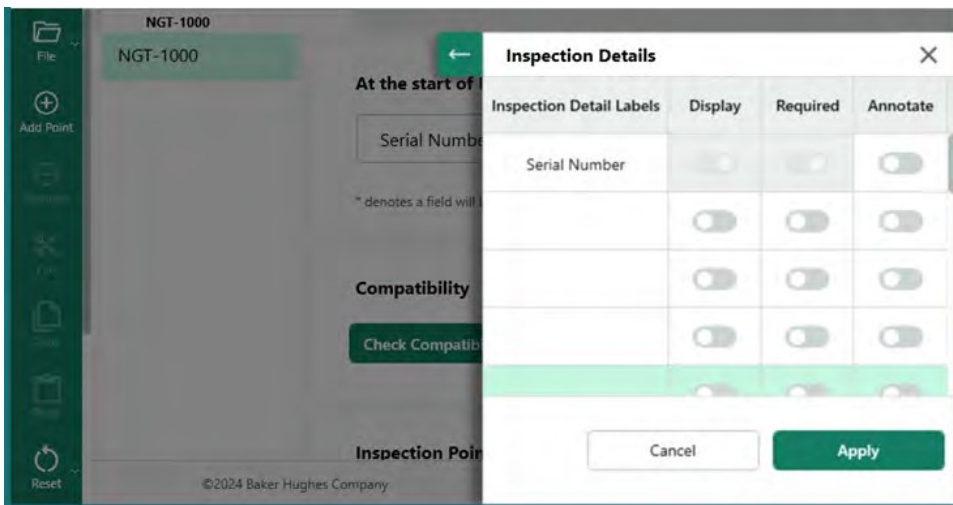 File
Add Point
Reset
NGT-1000
NGT-1000
At the start of
Serial Numbe
* denotes a field will
Compatibility
Check Compatib
Inspection Poin
©2024 Baker Hughes Company
Inspection Details
Inspection Detail Labels Display Required Annotate
Serial Number
Cancel Apply